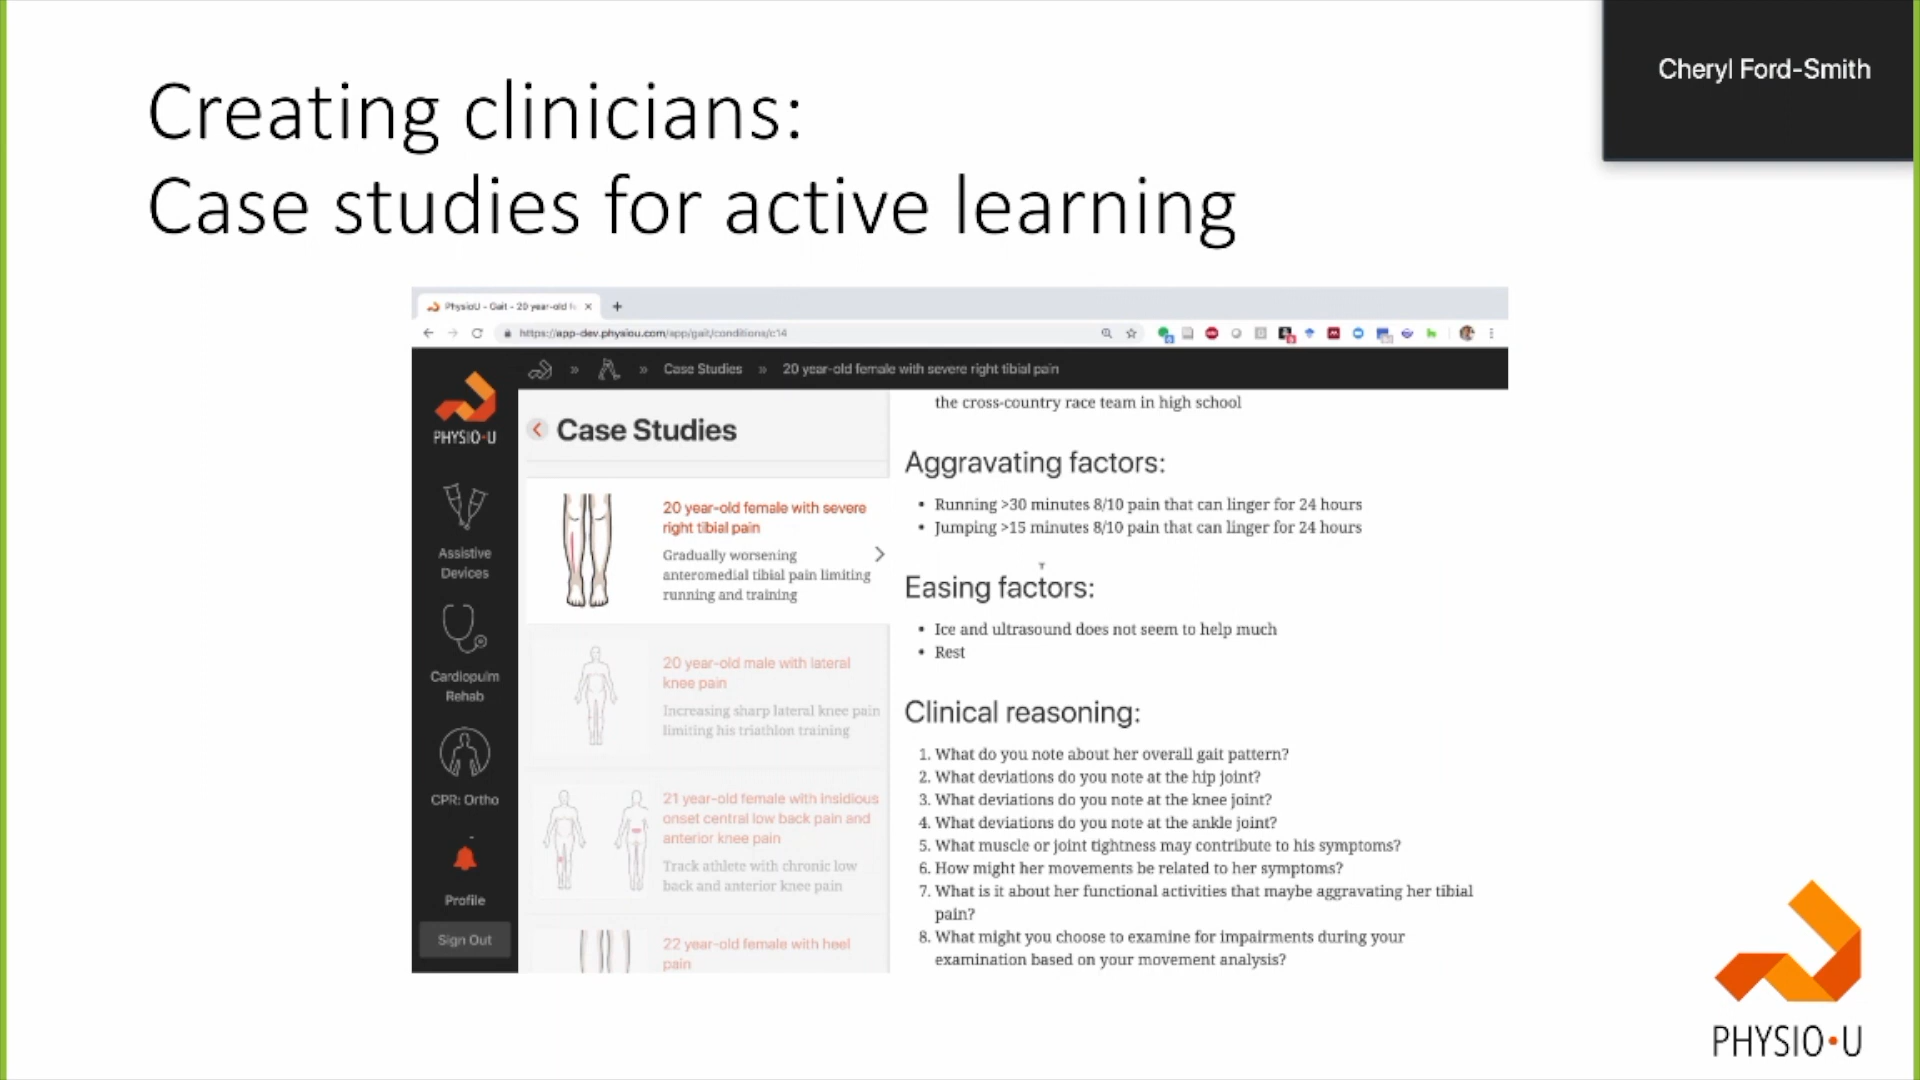 Creating clinicians:
Case studies for active learning
Cheryl Ford-Smith
PhysioU - Gait - 20 year-old
https://app-dev.physiou.com/app/gait/conditions/c14
» » Case Studies » 20 year-old female with severe right tibial pain
PHYSIO•U
Assistive
Devices
Cardiopulm
Rehab
CPR: Ortho
Profile
Sign Out
Case Studies
20 year-old female with severe
right tibial pain
Gradually worsening
anteromedial tibial pain limiting
running and training
20 year-old male with lateral
knee pain
Increasing sharp lateral knee pain
limiting his triathlon training
21 year-old female with insidious
onset central low back pain and
anterior knee pain
Track athlete with chronic low
back and anterior knee pain
22 year-old female with heel
pain
the cross-country race team in high school
Aggravating factors:
• Running >30 minutes 8/10 pain that can linger for 24 hours
• Jumping >15 minutes 8/10 pain that can linger for 24 hours
Easing factors:
• Ice and ultrasound does not seem to help much
• Rest
Clinical reasoning:
1. What do you note about her overall gait pattern?
2. What deviations do you note at the hip joint?
3. What deviations do you note at the knee joint?
4. What deviations do you note at the ankle joint?
5. What muscle or joint tightness may contribute to his symptoms?
6. How might her movements be related to her symptoms?
7. What is it about her functional activities that maybe aggravating her tibial
pain?
8. What might you choose to examine for impairments during your
examination based on your movement analysis?
PHYSIO•U